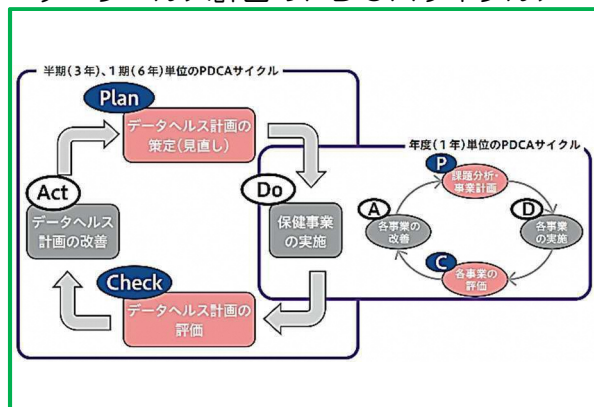 半期(3年)、1期(6年)単位のPDCAサイクル
Plan
データヘルス計画の
策定(見直し)
Act
データヘルス
計画の改善
Do
保健事業
の実施
Check
データヘルス計画の
評価
年度(1年)単位のPDCAサイクル
P
課題分析・
事業計画
A
各事業の
改善
D
各事業
の実施
C
各事業の
評価